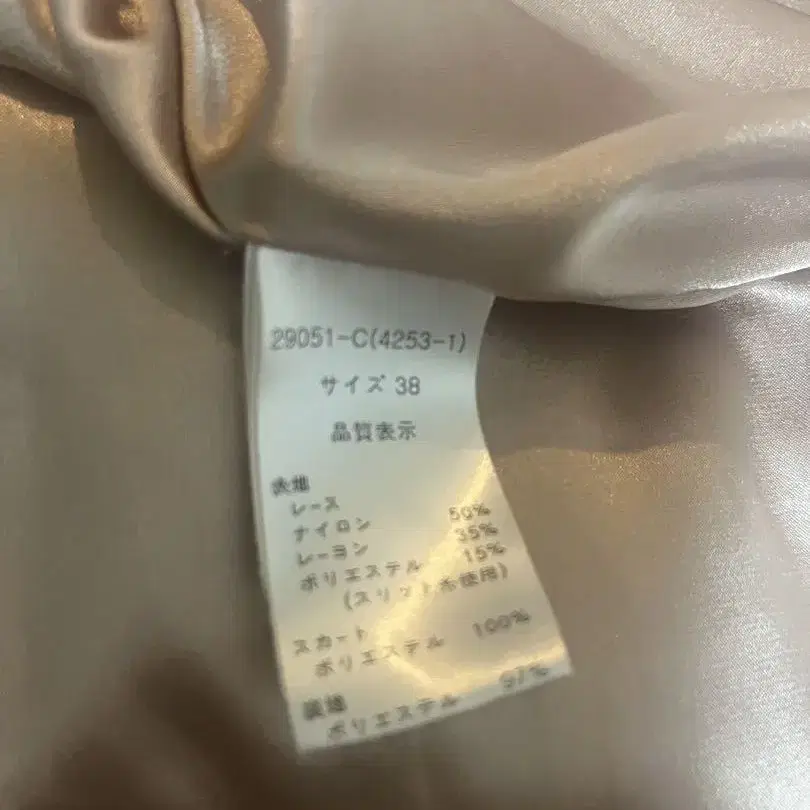 29051-C(4253-1)
サイズ 38
品質表示
表地
レース
ナイロン 50%
レーヨン 35%
ポリエステル 15%
(スリット糸使用)
スカート
ポリエステル 100%
裏地
ポリエステル 97%